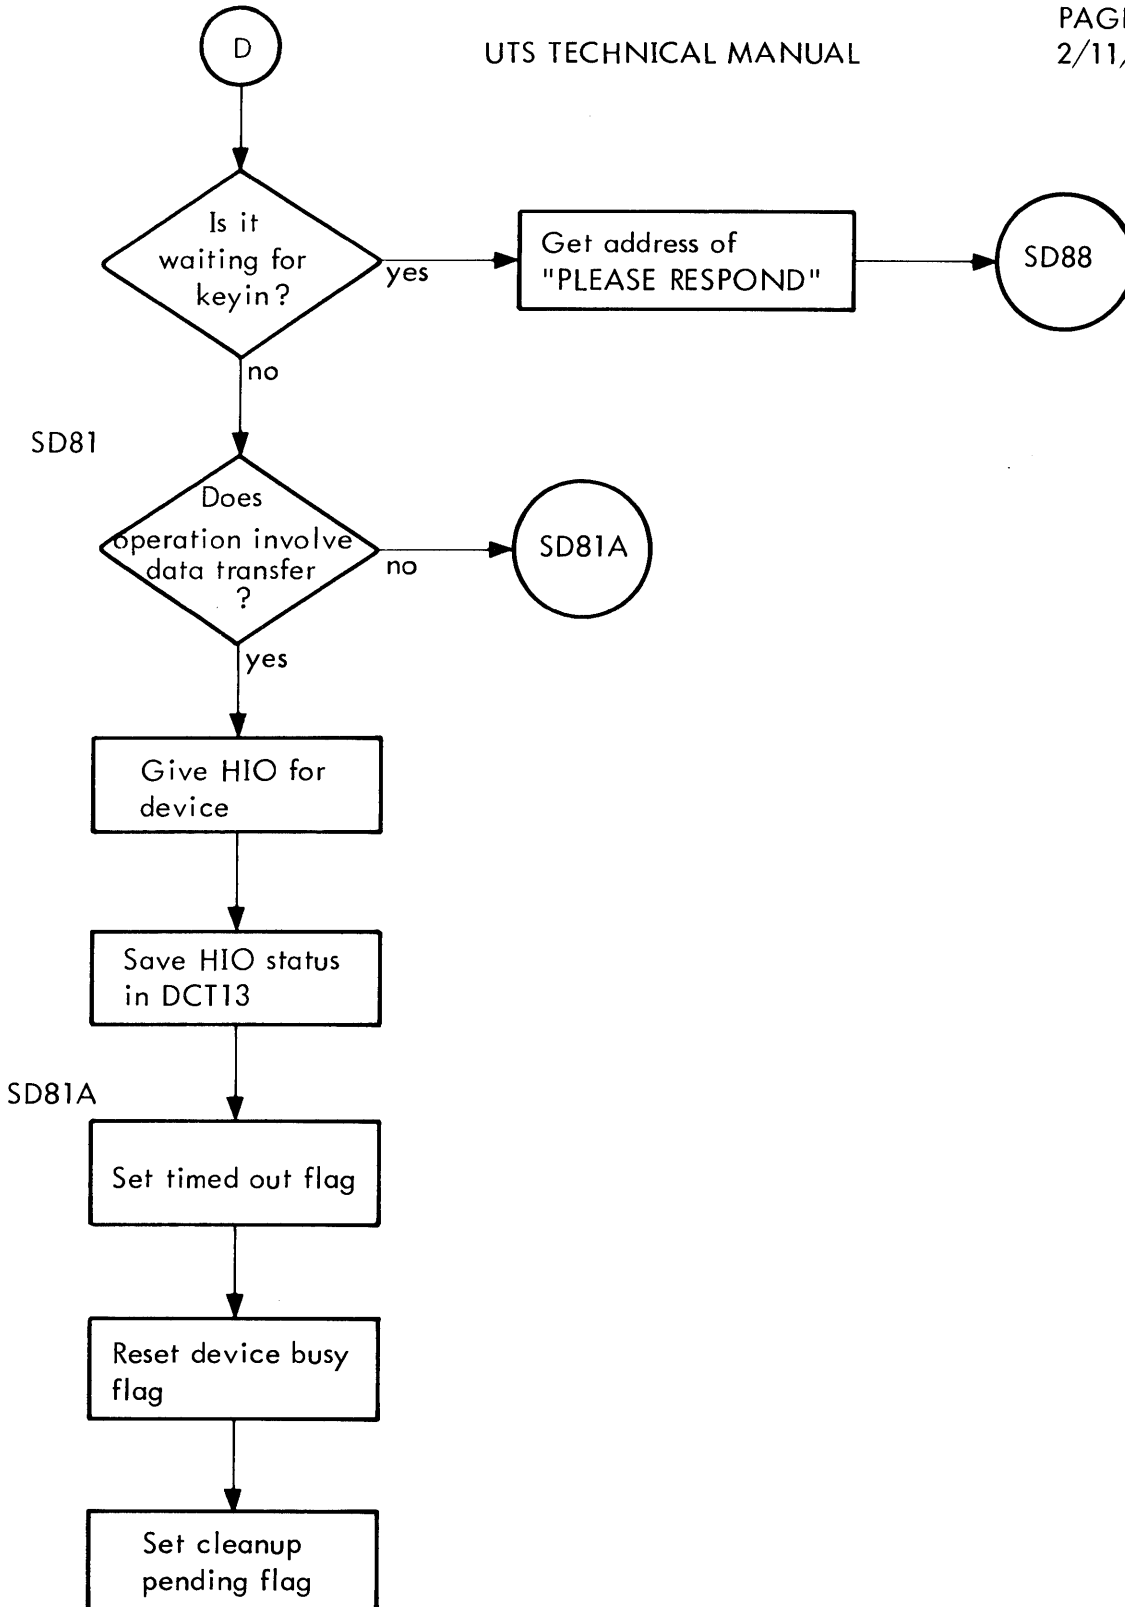 D
UTS TECHNICAL MANUAL
2/11/
Is it
waiting for
keyin?
yes
Get address of
"PLEASE RESPOND"
SD88
no
SD81
Does
operation involve
data transfer
?
no
SD81A
yes
Give HIO for
device
Save HIO status
in DCT13
SD81A
Set timed out flag
Reset device busy
flag
Set cleanup
pending flag